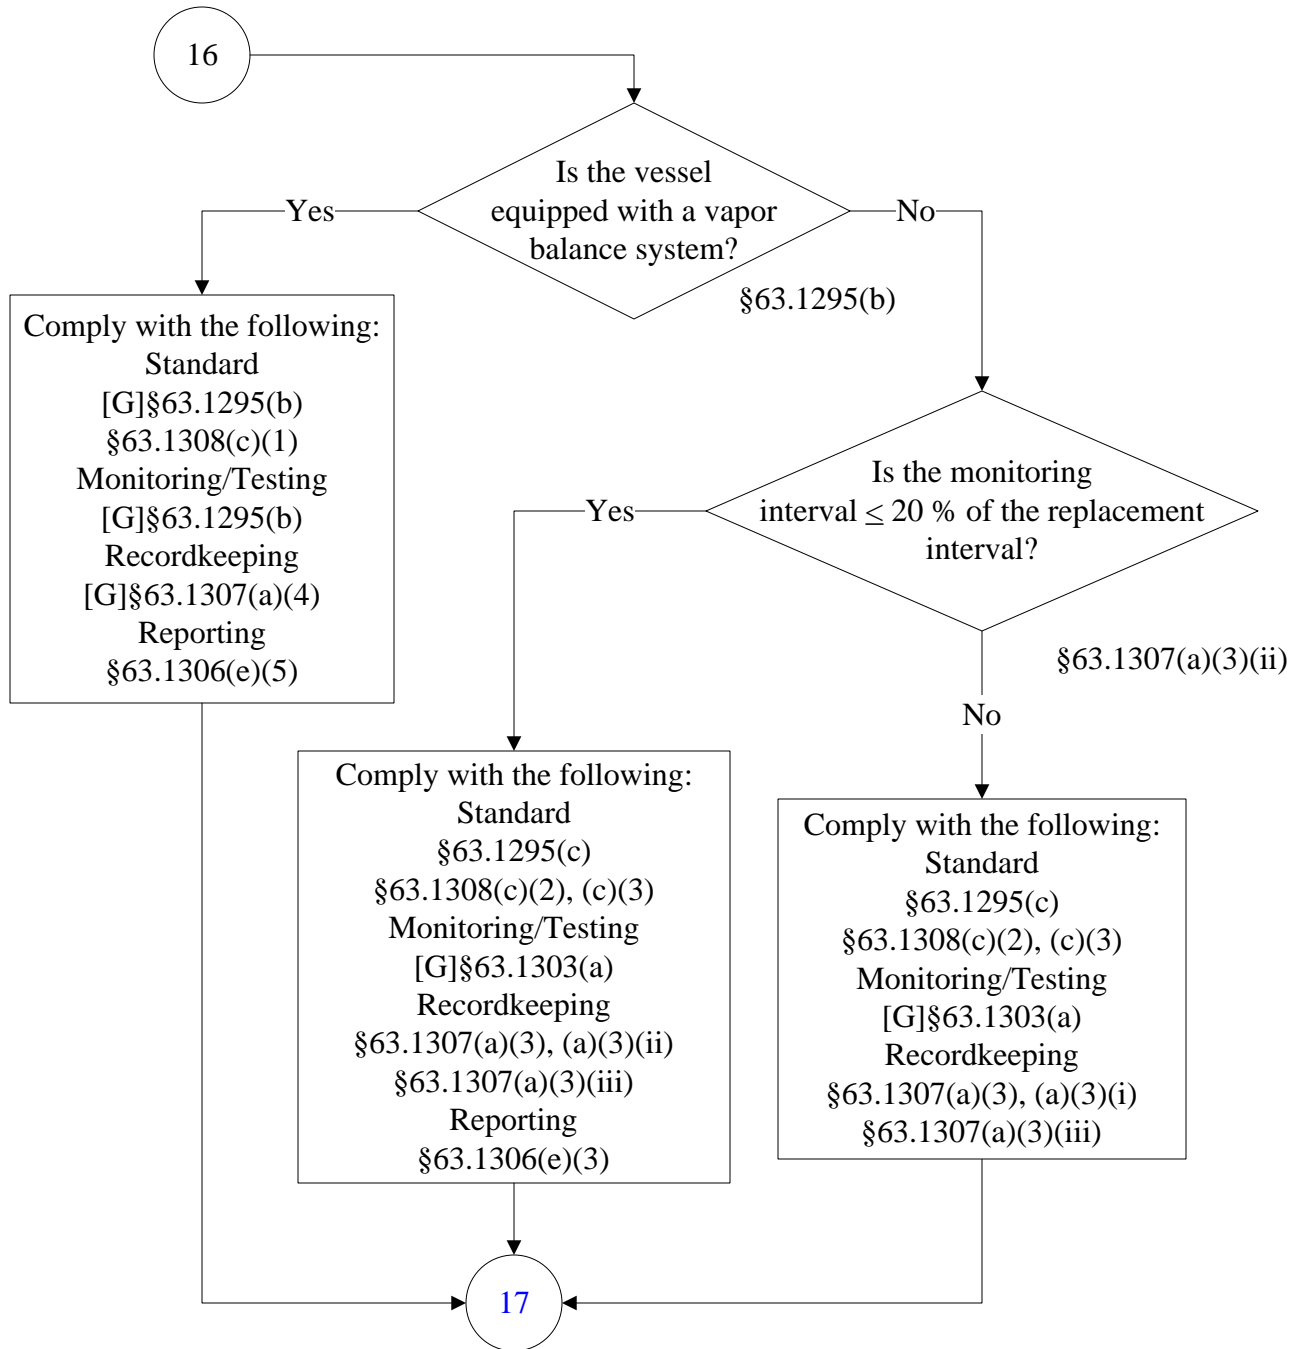 16
Is the vessel
equipped with a vapor
balance system?
Yes
No
§63.1295(b)
Comply with the following:
Standard
[G]§63.1295(b)
§63.1308(c)(1)
Monitoring/Testing
[G]§63.1295(b)
Recordkeeping
[G]§63.1307(a)(4)
Reporting
§63.1306(e)(5)
Is the monitoring
interval ≤ 20 % of the replacement
interval?
Yes
§63.1307(a)(3)(ii)
No
Comply with the following:
Standard
§63.1295(c)
§63.1308(c)(2), (c)(3)
Monitoring/Testing
[G]§63.1303(a)
Recordkeeping
§63.1307(a)(3), (a)(3)(ii)
§63.1307(a)(3)(iii)
Reporting
§63.1306(e)(3)
Comply with the following:
Standard
§63.1295(c)
§63.1308(c)(2), (c)(3)
Monitoring/Testing
[G]§63.1303(a)
Recordkeeping
§63.1307(a)(3), (a)(3)(i)
§63.1307(a)(3)(iii)
17